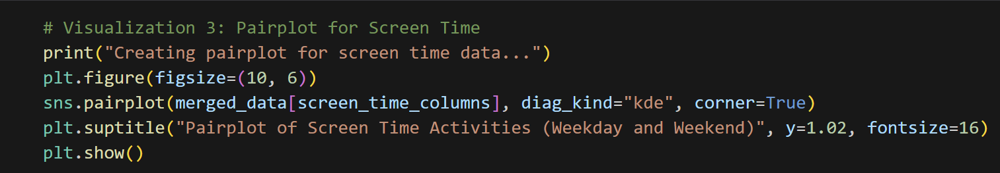 # Visualization 3: Pairplot for Screen Time
print("Creating pairplot for screen time data...")
plt.figure(figsize=(10, 6))
sns.pairplot(merged_data[screen_time_columns], diag_kind="kde", corner=True)
plt.suptitle("Pairplot of Screen Time Activities (Weekday and Weekend)", y=1.02, fontsize=16)
plt.show()